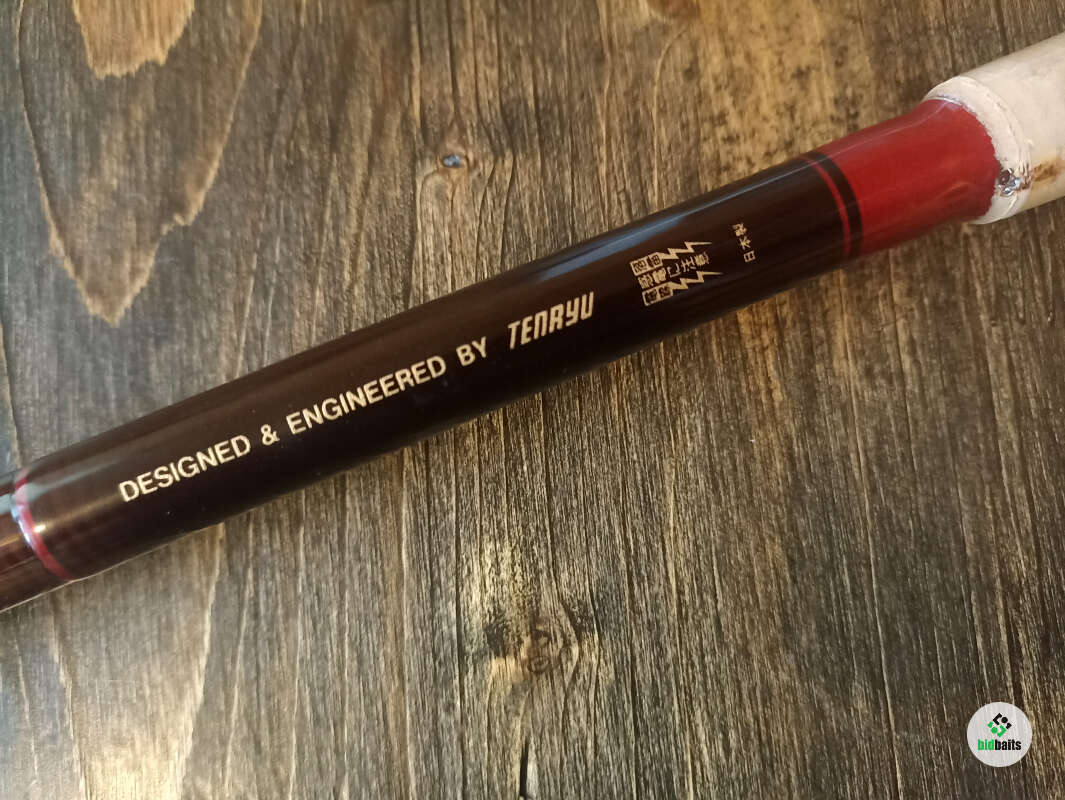 DESIGNED & ENGINEERED BY TENRYU
日本製
bidbaits